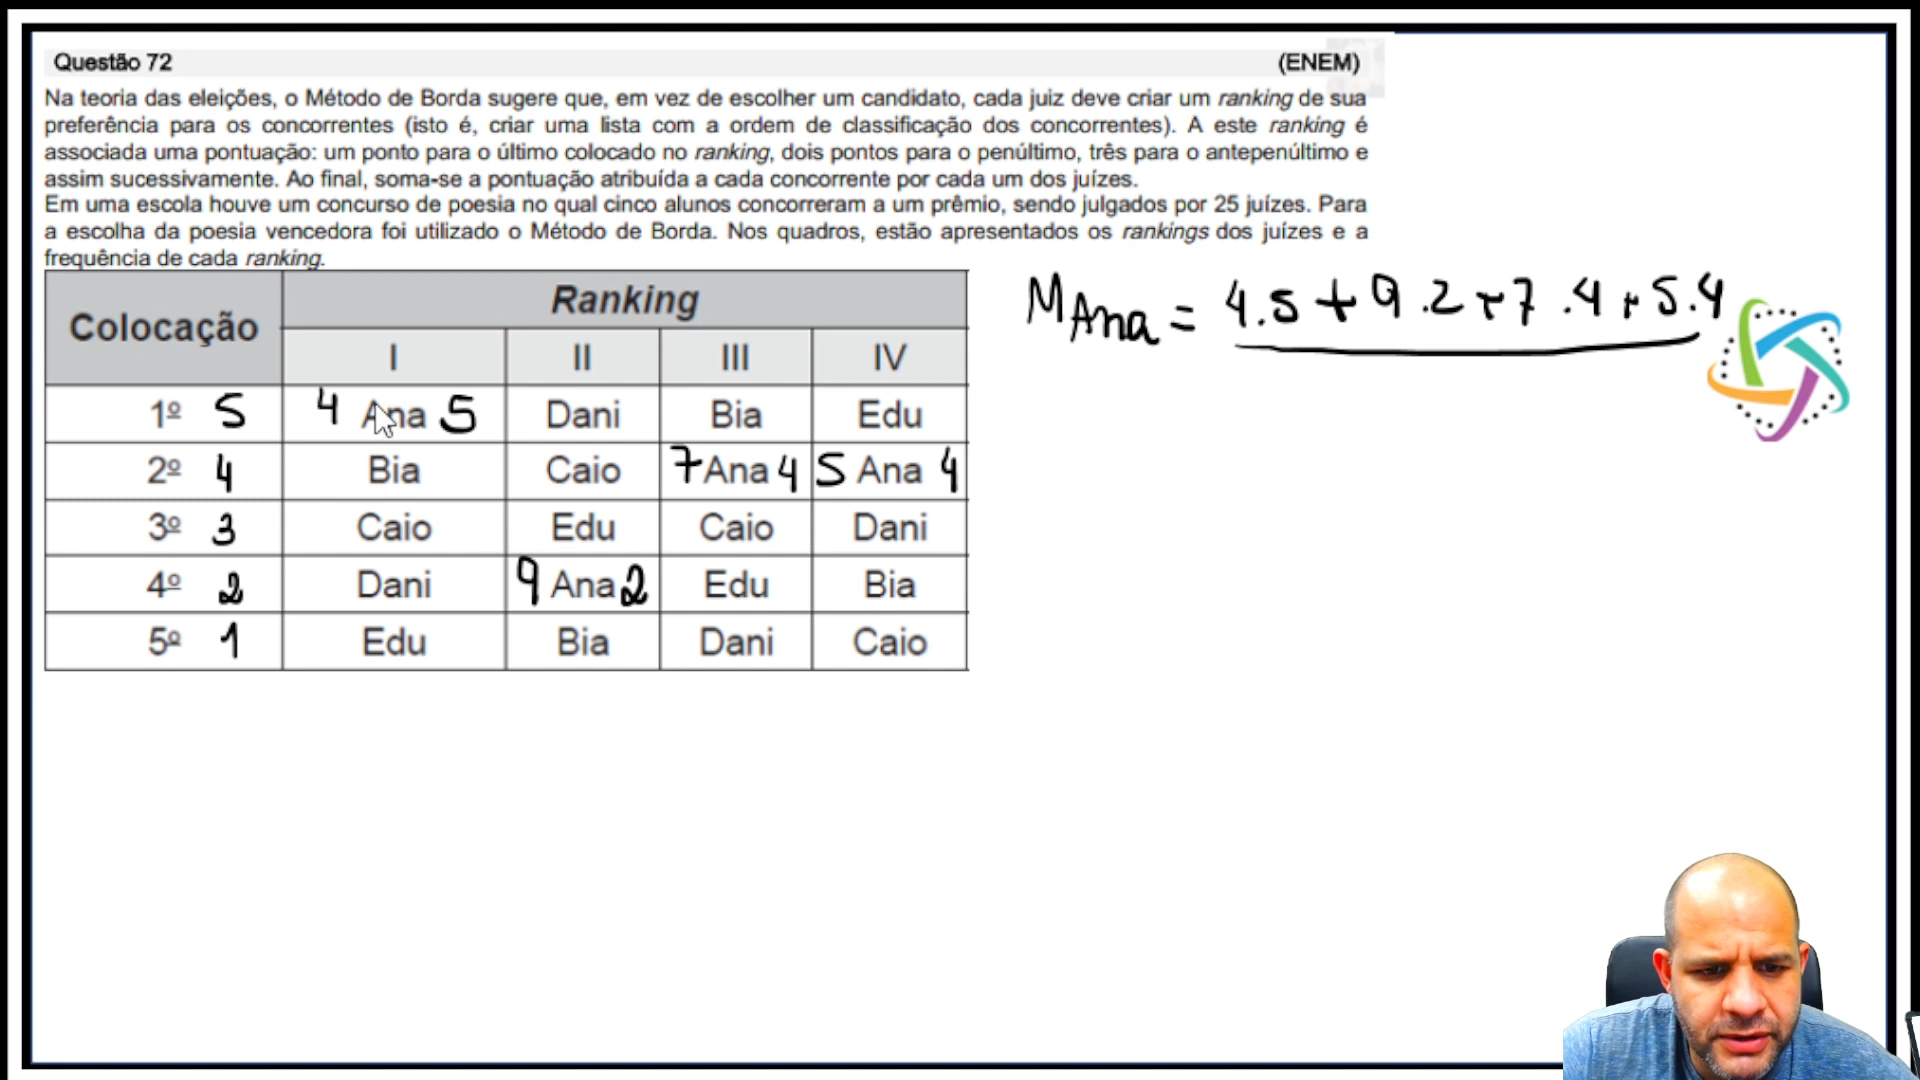 Questão 72 (ENEM)
Na teoria das eleições, o Método de Borda sugere que, em vez de escolher um candidato, cada juiz deve criar um ranking de sua
preferência para os concorrentes (isto é, criar uma lista com a ordem de classificação dos concorrentes). A este ranking é
associada uma pontuação: um ponto para o último colocado no ranking, dois pontos para o penúltimo, três para o antepenúltimo e
assim sucessivamente. Ao final, soma-se a pontuação atribuída a cada concorrente por cada um dos juízes.
Em uma escola houve um concurso de poesia no qual cinco alunos concorreram a um prêmio, sendo julgados por 25 juízes. Para
a escolha da poesia vencedora foi utilizado o Método de Borda. Nos quadros, estão apresentados os rankings dos juízes e a
frequência de cada ranking.
Colocação Ranking
I II III IV
1º 5 4 Ana 5 Dani Bia Edu
2º 4 Bia Caio 7 Ana 4 5 Ana 4
3º 3 Caio Edu Caio Dani
4º 2 Dani 9 Ana 2 Edu Bia
5º 1 Edu Bia Dani Caio
MAna = 4.5 + 9.2 + 7.4 + 5.4